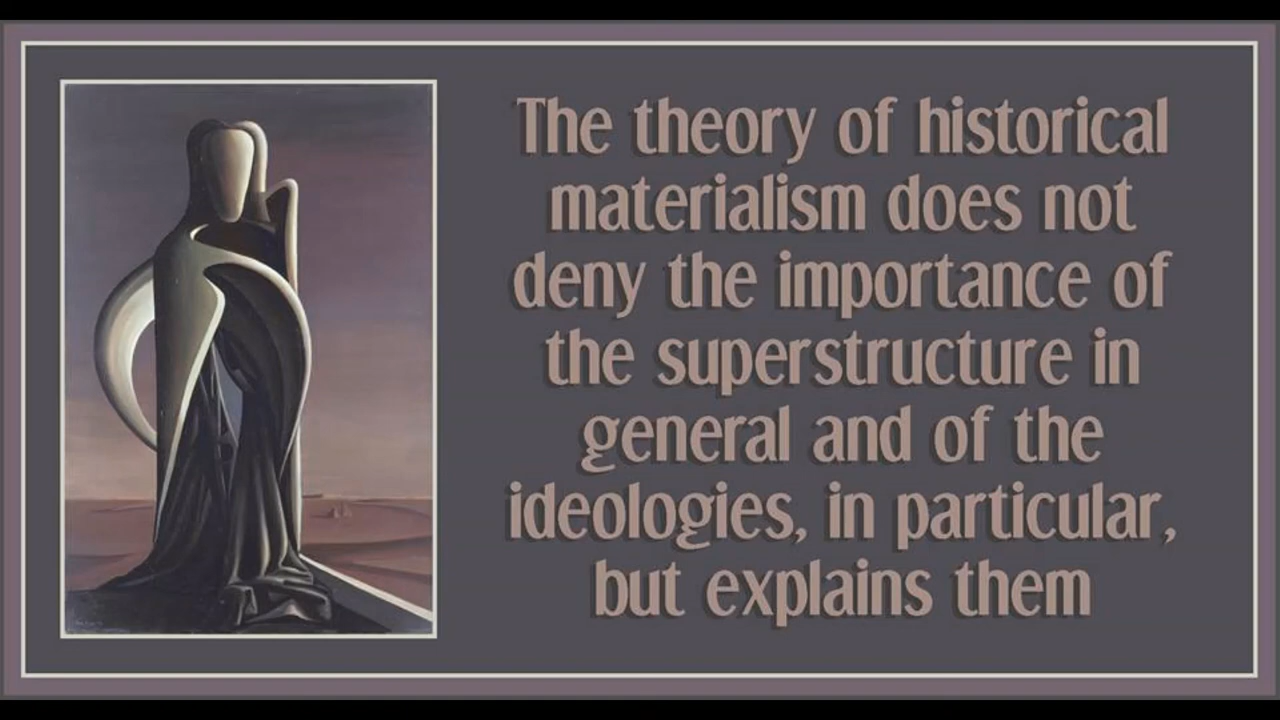 The theory of historical
materialism does not
deny the importance of
the superstructure in
general and of the
ideologies, in particular,
but explains them